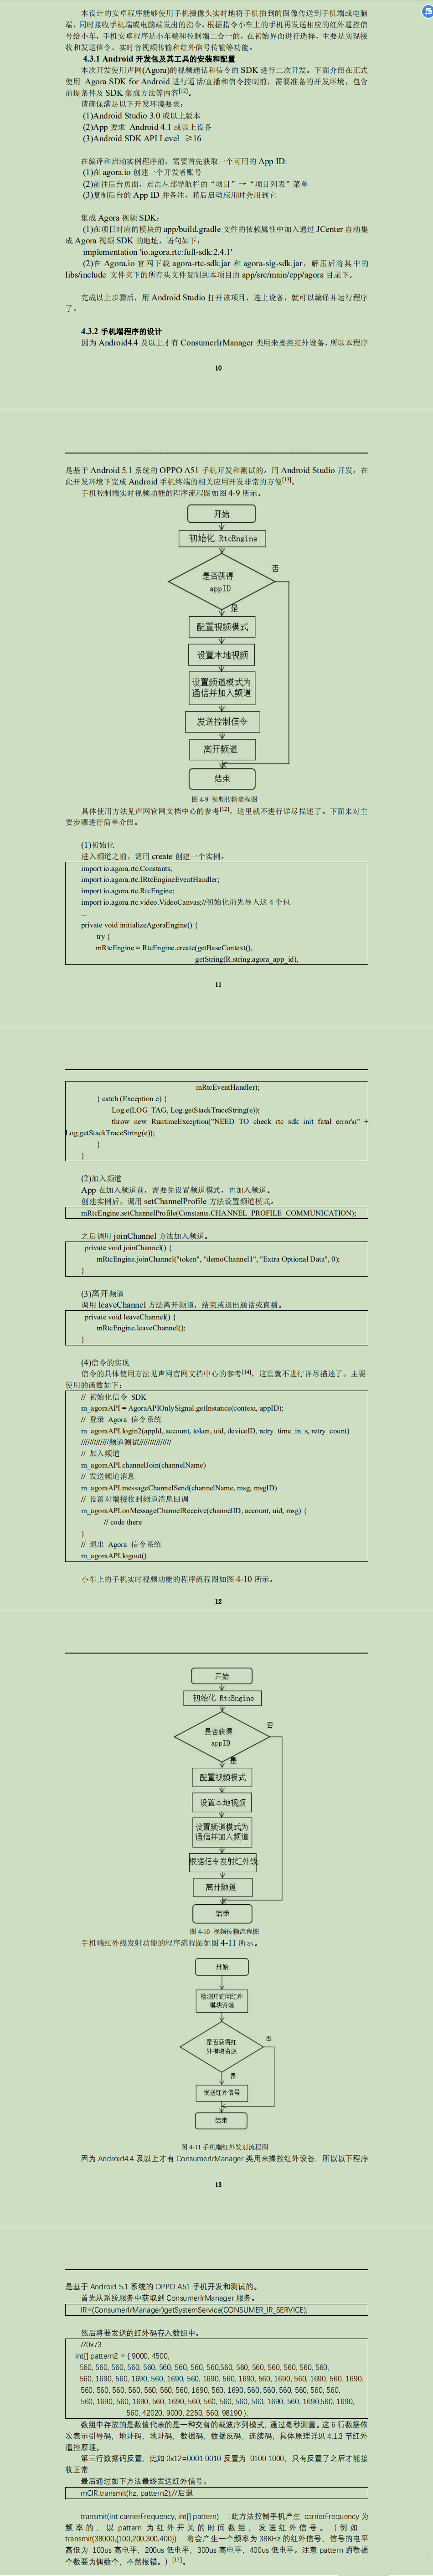 本设计的安卓程序能够使用手机摄像头实时地将手机拍到的图像传送到手机端或电脑
端，同时接收手机端或电脑端发出的指令。根据指令小车上的手机再发送相应的红外遥控信
号给小车，手机安卓程序是小车端和控制端二合一的，在初始界面进行选择，主要是实现接
收和发送信令、实时音视频传输和红外信号传输等功能。
4.3.1 Android 开发包及其工具的安装和配置
本次开发使用声网(Agora)的视频通话和信令的 SDK 进行二次开发。下面介绍在正式
使用 Agora SDK for Android 进行通话/直播和信令控制前，需要准备的开发环境，包含
前提条件及 SDK 集成方法等内容[12]。
请确保满足以下开发环境要求：
(1)Android Studio 3.0 或以上版本
(2)App 要求 Android 4.1 或以上设备
(3)Android SDK API Level ≥16
在编译和启动实例程序前，需要首先获取一个可用的 App ID:
(1)在 agora.io 创建一个开发者账号
(2)前往后台页面，点击左部导航栏的“项目”→“项目列表”菜单
(3)复制后台的 App ID 并备注，稍后启动应用时会用到它
集成 Agora 视频 SDK：
(1)在项目对应的模块的 app/build.gradle 文件的依赖属性中加入通过 JCenter 自动集
成 Agora 视频 SDK 的地址，语句如下：
implementation 'io.agora.rtc:full-sdk:2.4.1'
(2)在 Agora.io 官网下载 agora-rtc-sdk.jar 和 agora-sig-sdk.jar，解压后将其中的
libs/include 文件夹下的所有头文件复制到本项目的 app/src/main/cpp/agora 目录下。
完成以上步骤后，用 Android Studio 打开该项目，连上设备，就可以编译并运行程序
了。
4.3.2 手机端程序的设计
因为 Android4.4 及以上才有 ConsumerIrManager 类用来操控红外设备，所以本程序
10
是基于 Android 5.1 系统的 OPPO A51 手机开发和测试的。用 Android Studio 开发，在
此开发环境下完成 Android 手机终端的相关应用开发非常的方便[13]。
手机控制端实时视频功能的程序流程图如图 4-9 所示。
开始
初始化 RtcEngine
是否获得
appID
否
是
配置视频模式
设置本地视频
设置频道模式为
通信并加入频道
发送控制信令
离开频道
结束
图 4-9 视频传输流程图
具体使用方法见声网官网文档中心的参考[12]，这里就不进行详尽描述了。下面来对主
要步骤进行简单介绍。
(1)初始化
进入频道之前，调用 create 创建一个实例。
import io.agora.rtc.Constants;
import io.agora.rtc.IRtcEngineEventHandler;
import io.agora.rtc.RtcEngine;
import io.agora.rtc.video.VideoCanvas;//初始化前先导入这 4 个包
...
private void initializeAgoraEngine() {
try {
mRtcEngine = RtcEngine.create(getBaseContext(),
getString(R.string.agora_app_id),
11
mRtcEventHandler);
} catch (Exception e) {
Log.e(LOG_TAG, Log.getStackTraceString(e));
throw new RuntimeException("NEED TO check rtc sdk init fatal error\n" +
Log.getStackTraceString(e));
}
}
(2)加入频道
App 在加入频道前，需要先设置频道模式，再加入频道。
创建实例后，调用 setChannelProfile 方法设置频道模式。
mRtcEngine.setChannelProfile(Constants.CHANNEL_PROFILE_COMMUNICATION);
之后调用 joinChannel 方法加入频道。
private void joinChannel() {
mRtcEngine.joinChannel("token", "demoChannel1", "Extra Optional Data", 0);
}
(3)离开频道
调用 leaveChannel 方法离开频道，结束或退出通话或直播。
private void leaveChannel() {
mRtcEngine.leaveChannel();
}
(4)信令的实现
信令的具体使用方法见声网官网文档中心的参考[14]，这里就不进行详尽描述了。主要
使用的函数如下：
// 初始化信令 SDK
m_agoraAPI = AgoraAPIOnlySignal.getInstance(context, appID);
// 登录 Agora 信令系统
m_agoraAPI.login2(appId, account, token, uid, deviceID, retry_time_in_s, retry_count)
/////////////频道测试///////////////
// 加入频道
m_agoraAPI.channelJoin(channelName)
// 发送频道消息
m_agoraAPI.messageChannelSend(channelName, msg, msgID)
// 设置对端接收到频道消息回调
m_agoraAPI.onMessageChannelReceive(channelID, account, uid, msg) {
// code there
}
// 退出 Agora 信令系统
m_agoraAPI.logout()
小车上的手机实时视频功能的程序流程图如图 4-10 所示。
12
开始
初始化 RtcEngine
是否获得
appID
否
是
配置视频模式
设置本地视频
设置频道模式为
通信并加入频道
根据信令发射红外线
离开频道
结束
图 4-10 视频传输流程图
手机端红外线发射功能的程序流程图如图 4-11 所示。
开始
检测并访问红外
模块资源
是否获得红
外模块资源
否
是
发送红外信号
结束
图 4-11 手机端红外发射流程图
因为 Android4.4 及以上才有 ConsumerIrManager 类用来操控红外设备，所以以下程序
13
是基于 Android 5.1 系统的 OPPO A51 手机开发和测试的。
首先从系统服务中获取到 ConsumerIrManager 服务。
IR=(ConsumerIrManager)getSystemService(CONSUMER_IR_SERVICE);
然后将要发送的红外码存入数组中。
//0x73
int[] pattern2 = { 9000, 4500,
560, 560, 560, 560, 560, 560, 560, 560, 560,560, 560, 560, 560, 560, 560, 560,
560, 1690, 560, 1690, 560, 1690, 560, 1690, 560, 1690, 560, 1690, 560, 1690, 560, 1690,
560, 560, 560, 560, 560, 560, 560, 1690, 560, 1690, 560, 560, 560, 560, 560, 560,
560, 1690, 560, 1690, 560, 1690, 560, 560, 560, 560, 560, 1690, 560, 1690,560, 1690,
560, 42020, 9000, 2250, 560, 98190 };
数组中存放的是数值代表的是一种交替的载波序列模式，通过毫秒测量。这 6 行数据依
次表示引导码，地址码、地址码、数据码、数据反码、连续码，具体原理详见 4.1.3 节红外
遥控原理。
第三行数据码反置，比如 0x12=0001 0010 反置为 0100 1000，只有反置了之后才能接
收正常
最后通过如下方法最终发送红外信号。
mCIR.transmit(hz, pattern2);//后退
transmit(int carrierFrequency, int[] pattern) :此方法控制手机产生 carrierFrequency 为
频率的，以 pattern 为红外开关的时间数组，发送红外信号。（例如：
transmit(38000,{100,200,300,400}) 将会产生一个频率为 38KHz 的红外信号，信号的电平
高低为 100us 高电平，200us 低电平，300us 高电平，400us 低电平。注意 pattern 的数据
个数要为偶数个，不然报错。）[15]。